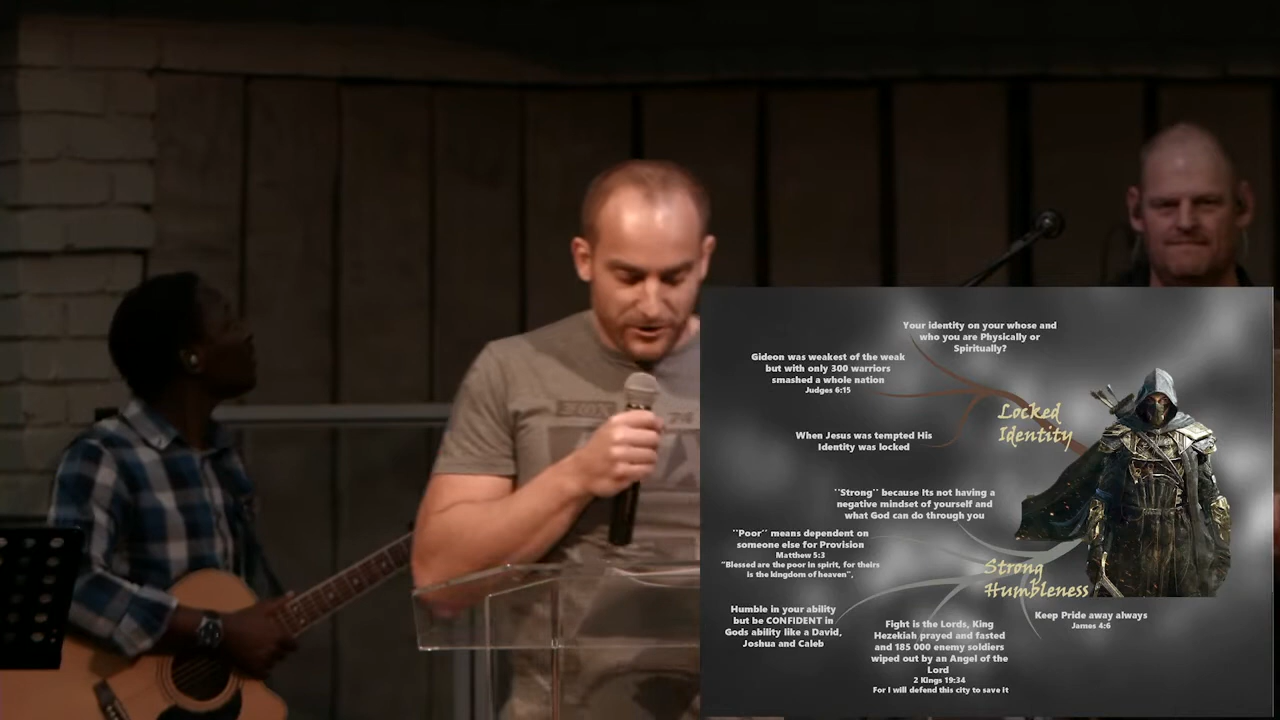 Your identity on your whose and
who you are Physically or
Spiritually?
Gideon was weakest of the weak
but with only 300 warriors
smashed a whole nation
Judges 6:15
Locked
Identity
When Jesus was tempted His
Identity was locked
''Strong'' because Its not having a
negative mindset of yourself and
what God can do through you
''Poor'' means dependent on
someone else for Provision
Matthew 5:3
"Blessed are the poor in spirit, for theirs
is the kingdom of heaven",
Strong
Humbleness
Humble in your ability
but be CONFIDENT in
Gods ability like a David,
Joshua and Caleb
Fight is the Lords, King
Hezekiah prayed and fasted
and 185 000 enemy soldiers
wiped out by an Angel of the
Lord
2 Kings 19:34
For I will defend this city to save it
Keep Pride away always
James 4:6
74